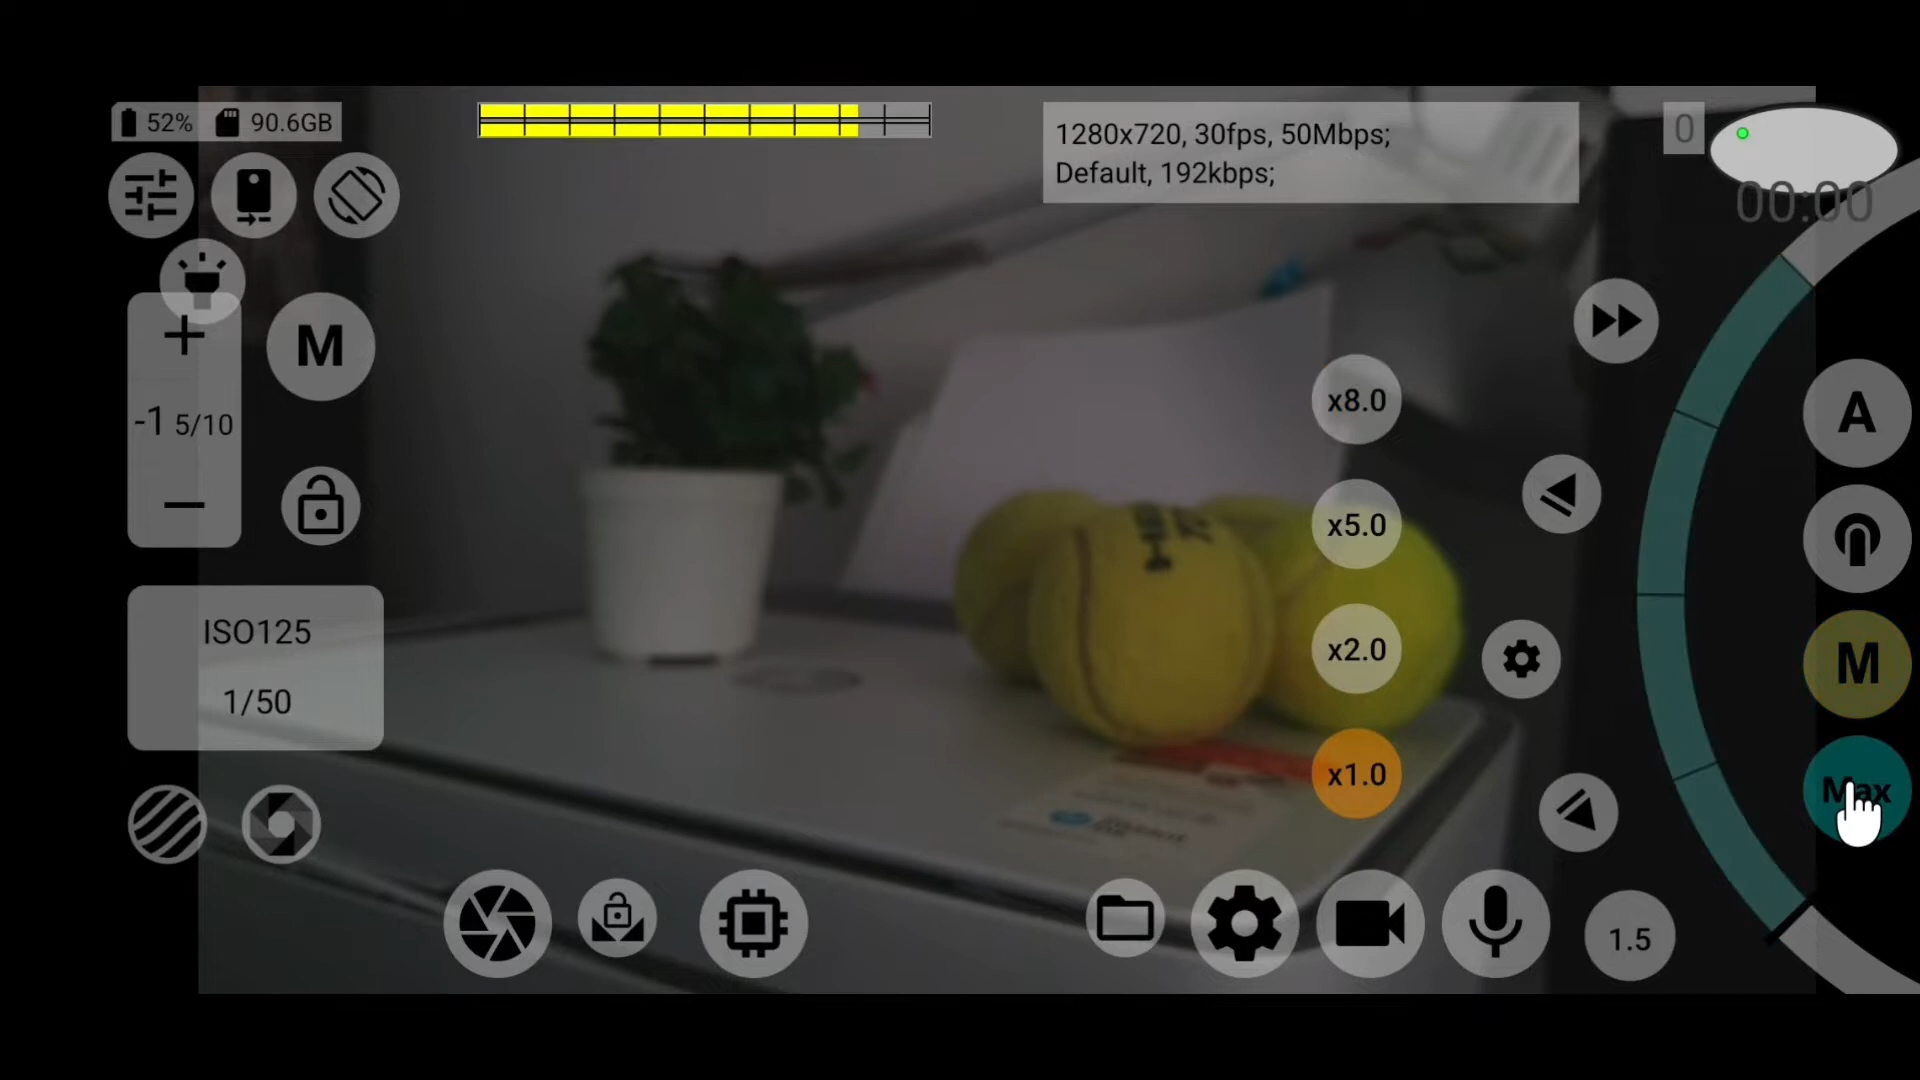 52% 90.6GB
1280x720, 30fps, 50Mbps;
Default, 192kbps;
0
00:00
M
-1 5/10
ISO125
1/50
x8.0
x5.0
x2.0
x1.0
A
M
Max
1.5